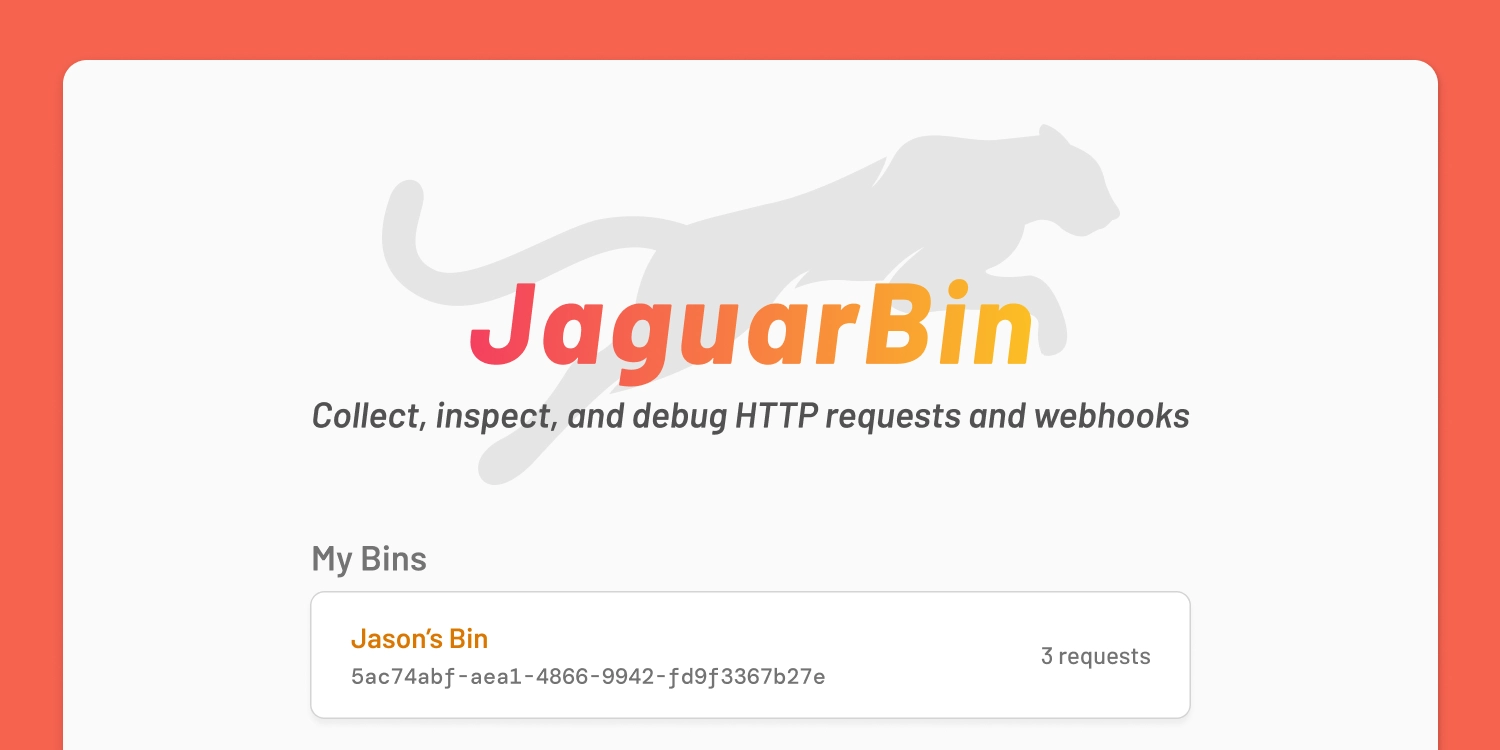 JaguarBin
Collect, inspect, and debug HTTP requests and webhooks
My Bins
Jason’s Bin
5ac74abf-aea1-4866-9942-fd9f3367b27e
3 requests